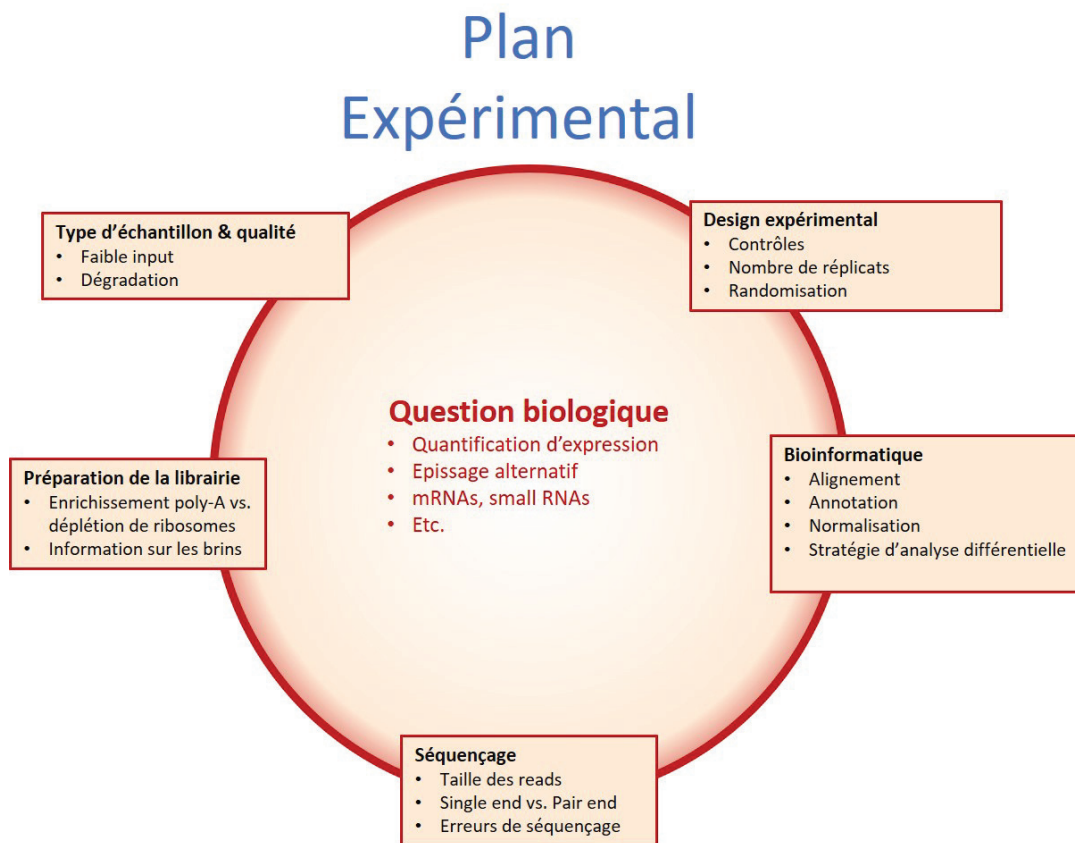 Plan
Expérimental
Type d'échantillon & qualité
• Faible input
• Dégradation
Design expérimental
• Contrôles
• Nombre de réplicats
• Randomisation
Question biologique
• Quantification d'expression
• Epissage alternatif
• mRNAs, small RNAs
• Etc.
Préparation de la librairie
• Enrichissement poly-A vs.
déplétion de ribosomes
• Information sur les brins
Bioinformatique
• Alignement
• Annotation
• Normalisation
• Stratégie d'analyse différentielle
Séquençage
• Taille des reads
• Single end vs. Pair end
• Erreurs de séquençage